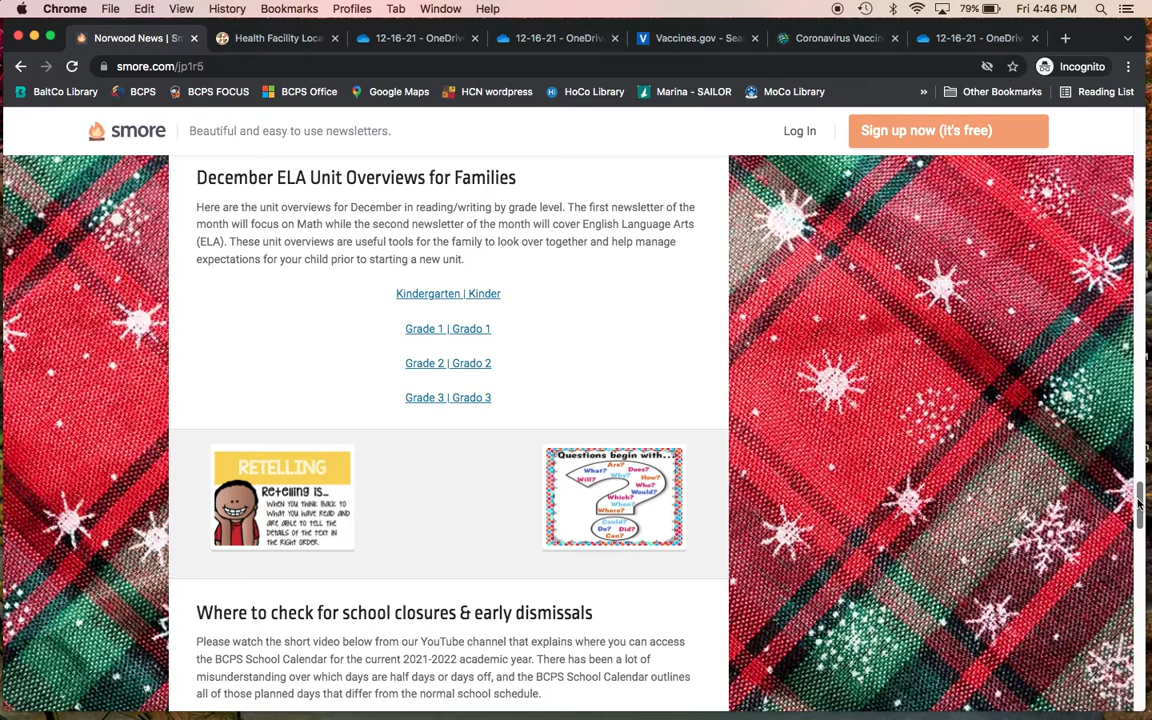 Chrome File Edit View History Bookmarks Profiles Tab Window Help 79% Fri 4:46 PM
Norwood News | Sm Health Facility Loca 12-16-21 - OneDriv 12-16-21 - OneDriv Vaccines.gov - Sea Coronavirus Vaccin 12-16-21 - OneDriv
smore.com/jp1r5 Incognito
BaltCo Library BCPS BCPS FOCUS BCPS Office Google Maps HCN wordpress HoCo Library Marina - SAILOR MoCo Library » Other Bookmarks Reading List
smore Beautiful and easy to use newsletters. Log In Sign up now (it's free)
December ELA Unit Overviews for Families
Here are the unit overviews for December in reading/writing by grade level. The first newsletter of the
month will focus on Math while the second newsletter of the month will cover English Language Arts
(ELA). These unit overviews are useful tools for the family to look over together and help manage
expectations for your child prior to starting a new unit.
Kindergarten | Kinder
Grade 1 | Grado 1
Grade 2 | Grado 2
Grade 3 | Grado 3
RETELLING
Retelling is...
WHEN YOU THINK BACK TO
WHAT YOU HAVE READ AND
ARE ABLE TO TELL THE
DETAILS OF THE TEXT IN
THE RIGHT ORDER.
Questions begin with...
Are?
What? Does?
Will? Why? How?
Who?
Would?
Which?
When?
Where?
Could?
Do? Did?
Can?
Where to check for school closures & early dismissals
Please watch the short video below from our YouTube channel that explains where you can access
the BCPS School Calendar for the current 2021-2022 academic year. There has been a lot of
misunderstanding over which days are half days or days off, and the BCPS School Calendar outlines
all of those planned days that differ from the normal school schedule.